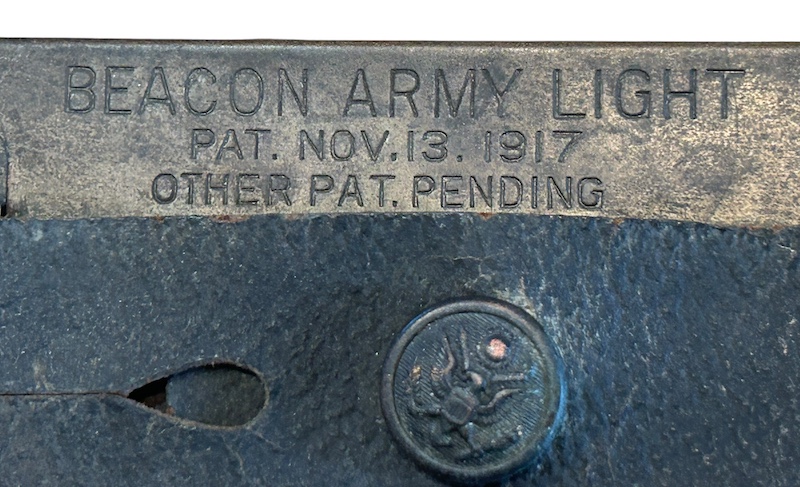 BEACON ARMY LIGHT
PAT. NOV. 13. 1917
OTHER PAT. PENDING